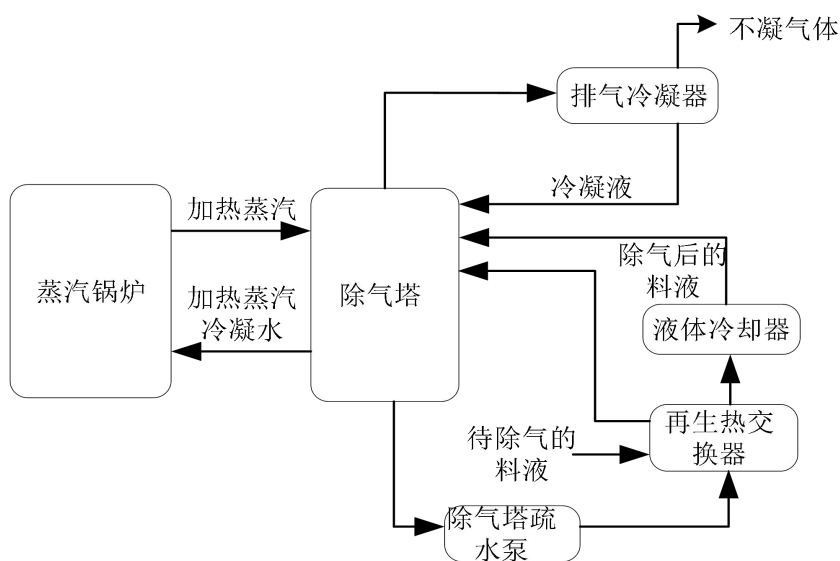 不凝气体
排气冷凝器
冷凝液
加热蒸汽
蒸汽锅炉
加热蒸汽
冷凝水
除气塔
除气后的
料液
液体冷却器
再生热交
换器
待除气的
料液
除气塔疏
水泵